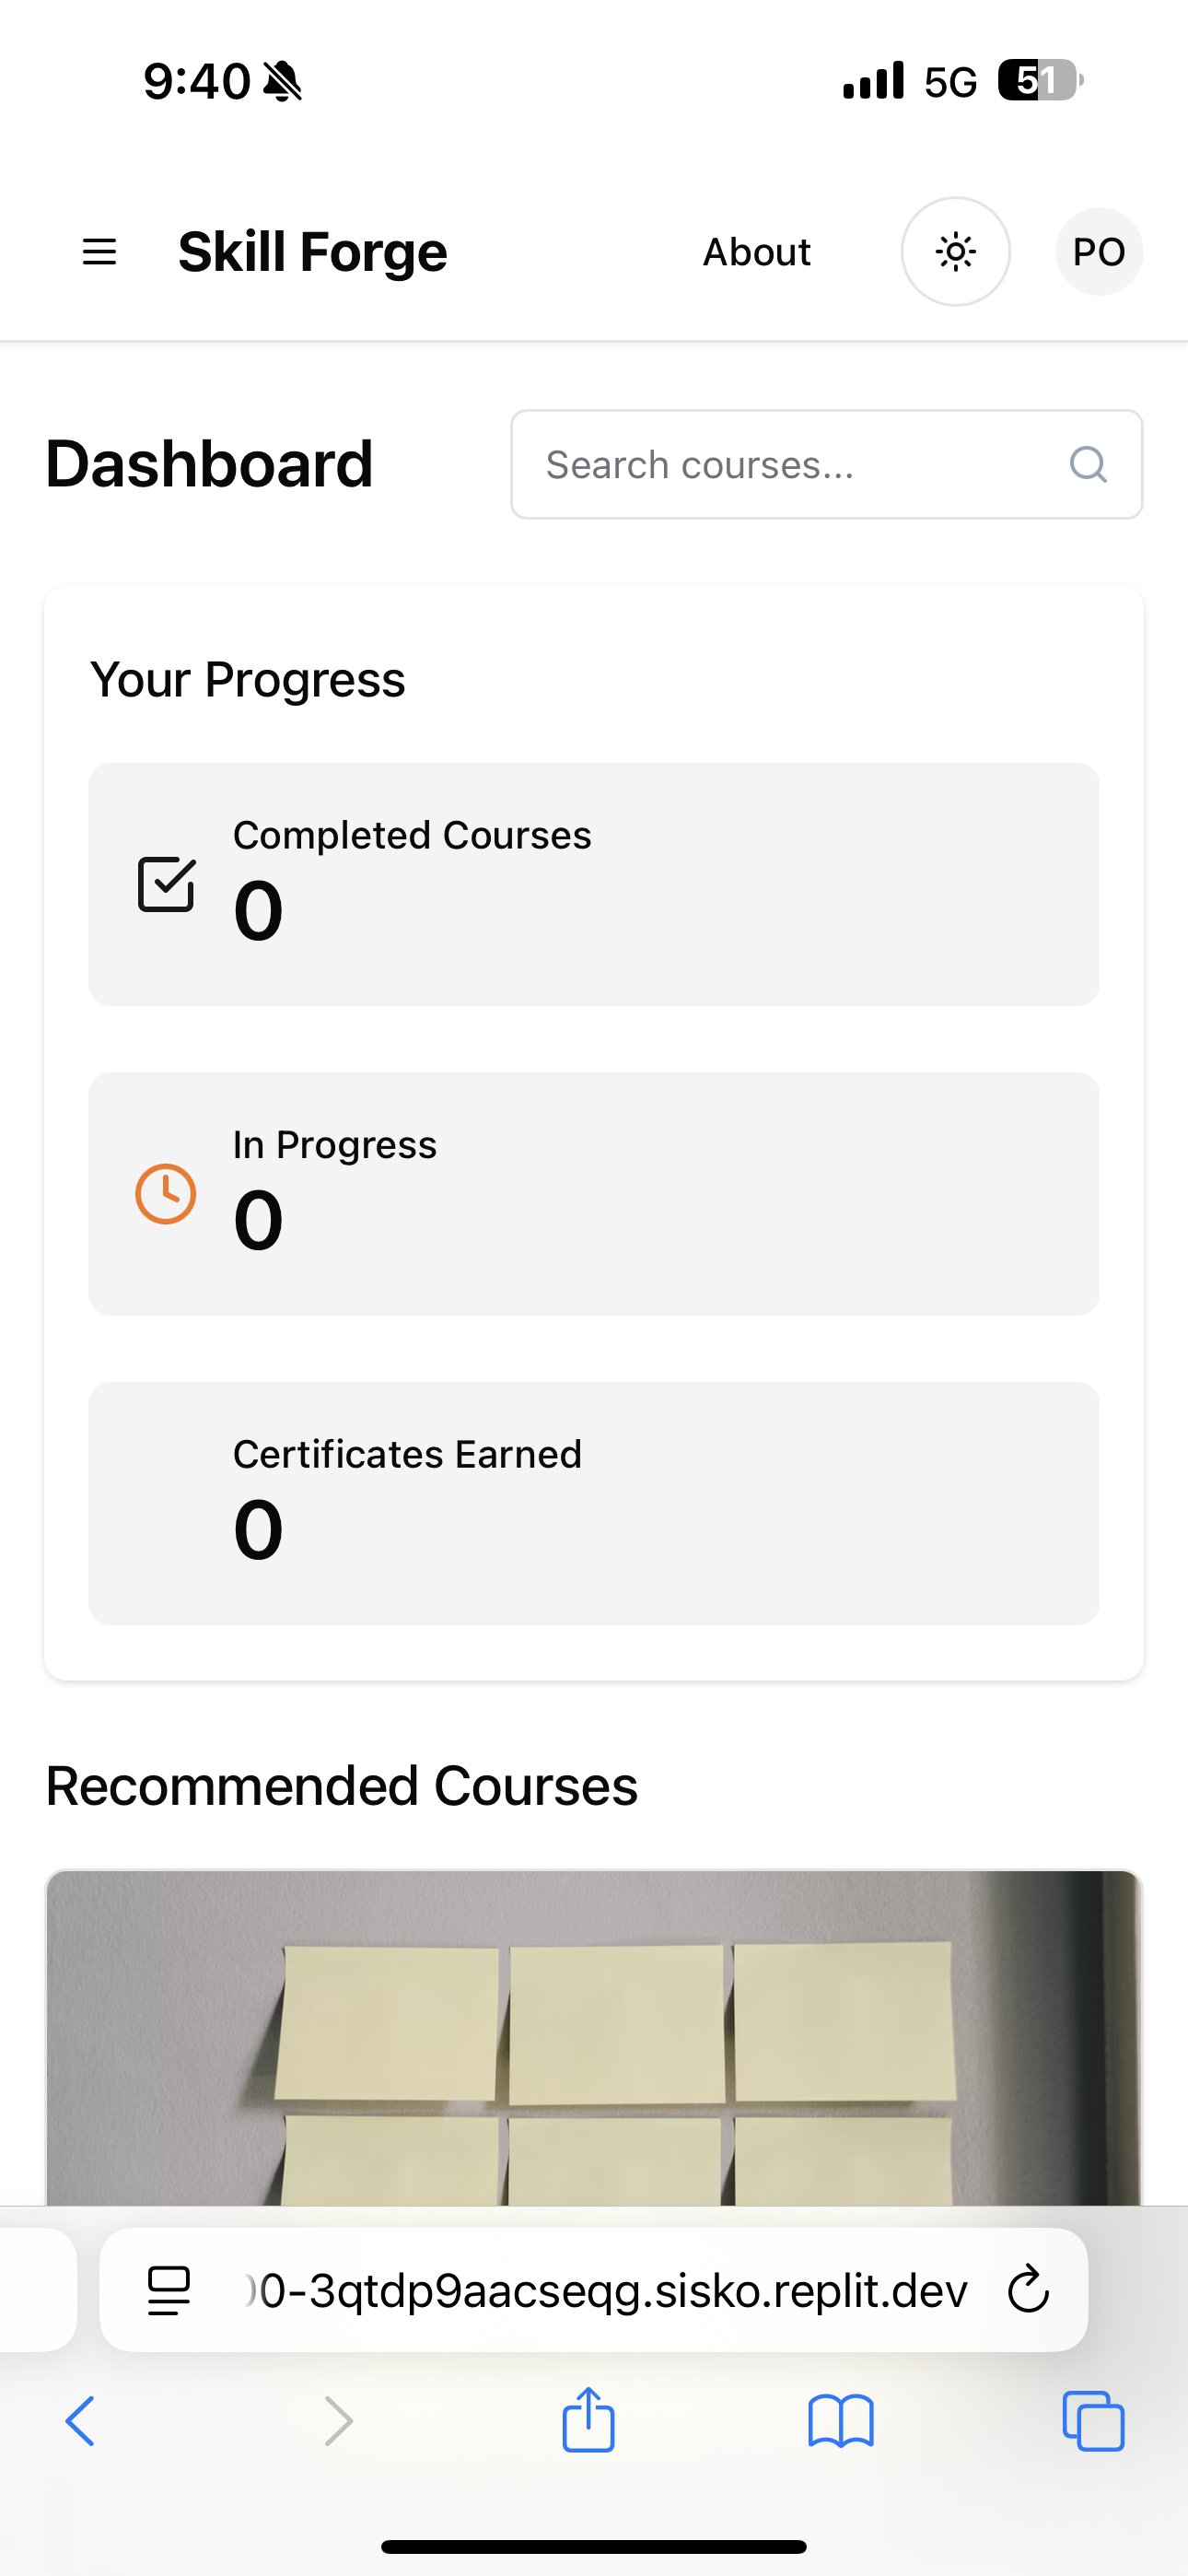 9:40 5G 51
Skill Forge About PO
Dashboard Search courses...
Your Progress
Completed Courses
0
In Progress
0
Certificates Earned
0
Recommended Courses
0-3qtdp9aacseqg.sisko.replit.dev